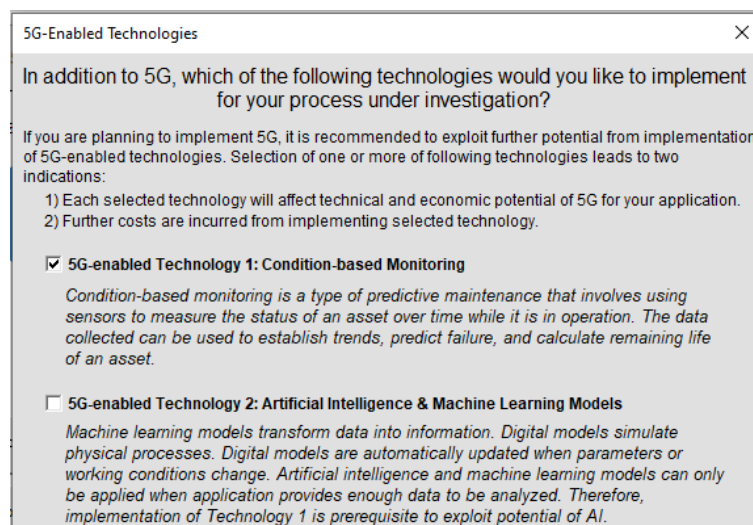 5G-Enabled Technologies
In addition to 5G, which of the following technologies would you like to implement
for your process under investigation?
If you are planning to implement 5G, it is recommended to exploit further potential from implementation
of 5G-enabled technologies. Selection of one or more of following technologies leads to two
indications:
1) Each selected technology will affect technical and economic potential of 5G for your application.
2) Further costs are incurred from implementing selected technology.
5G-enabled Technology 1: Condition-based Monitoring
Condition-based monitoring is a type of predictive maintenance that involves using
sensors to measure the status of an asset over time while it is in operation. The data
collected can be used to establish trends, predict failure, and calculate remaining life
of an asset.
5G-enabled Technology 2: Artificial Intelligence & Machine Learning Models
Machine learning models transform data into information. Digital models simulate
physical processes. Digital models are automatically updated when parameters or
working conditions change. Artificial intelligence and machine learning models can only
be applied when application provides enough data to be analyzed. Therefore,
implementation of Technology 1 is prerequisite to exploit potential of AI.